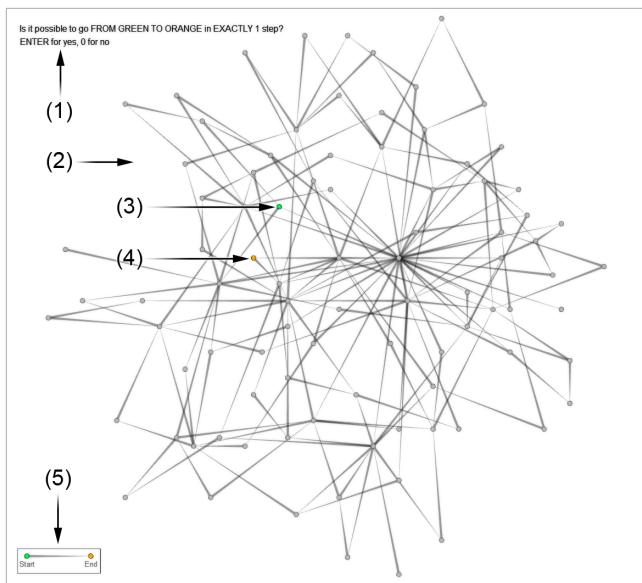 Is it possible to go FROM GREEN TO ORANGE in EXACTLY 1 step?
ENTER for yes, 0 for no
(1)
(2)
(3)
(4)
(5)
Start End